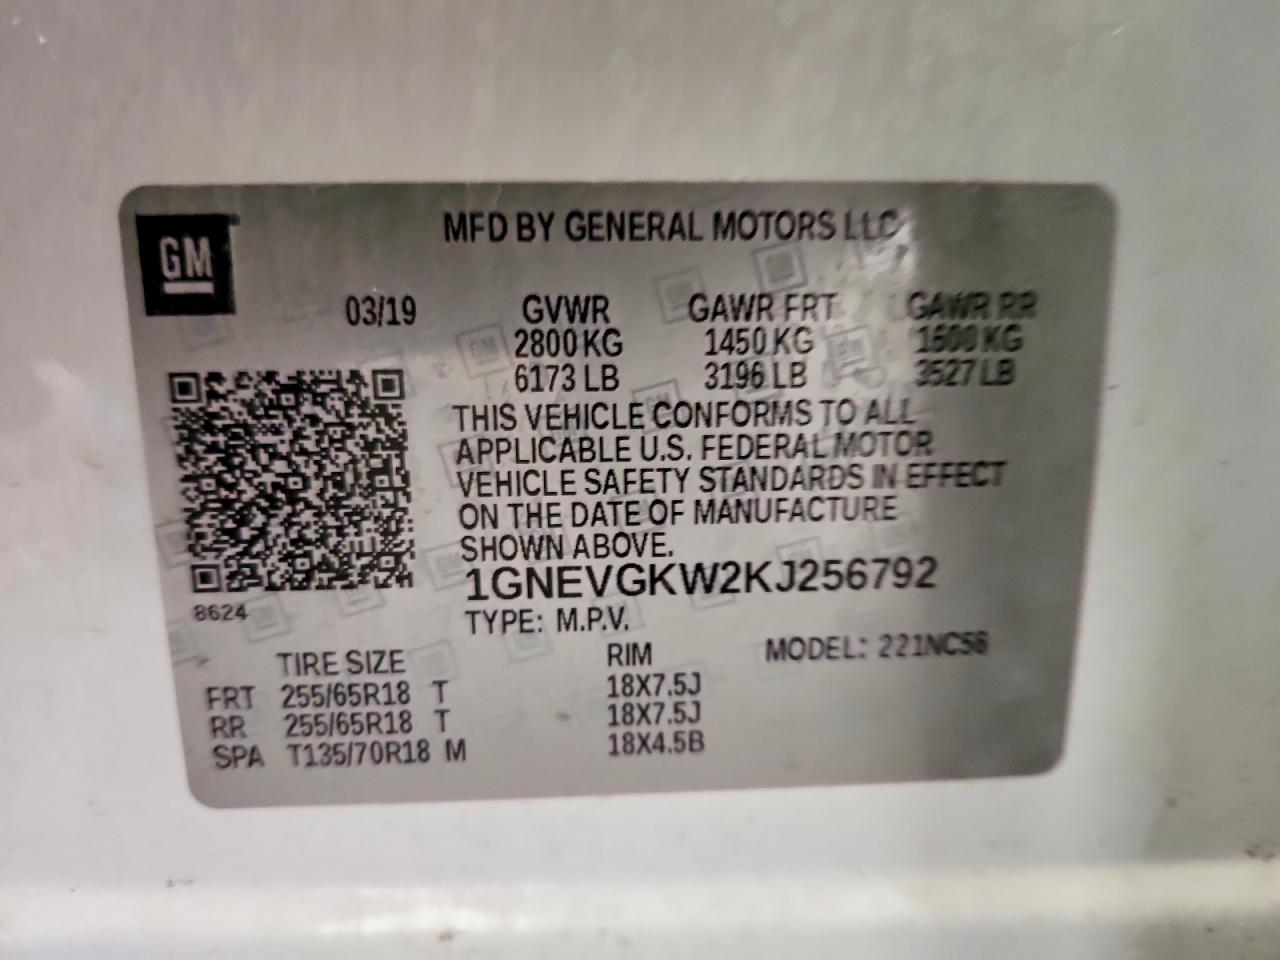 GM
MFD BY GENERAL MOTORS LLC
03/19 GVWR GAWR FRT GAWR RR
2800 KG 1450 KG 1600 KG
6173 LB 3196 LB 3527 LB
THIS VEHICLE CONFORMS TO ALL
APPLICABLE U.S. FEDERAL MOTOR
VEHICLE SAFETY STANDARDS IN EFFECT
ON THE DATE OF MANUFACTURE
SHOWN ABOVE.
1GNEVGKW2KJ256792
8624
TYPE: M.P.V.
MODEL: 221NC56
TIRE SIZE RIM
FRT 255/65R18 T 18X7.5J
RR 255/65R18 T 18X7.5J
SPA T135/70R18 M 18X4.5B